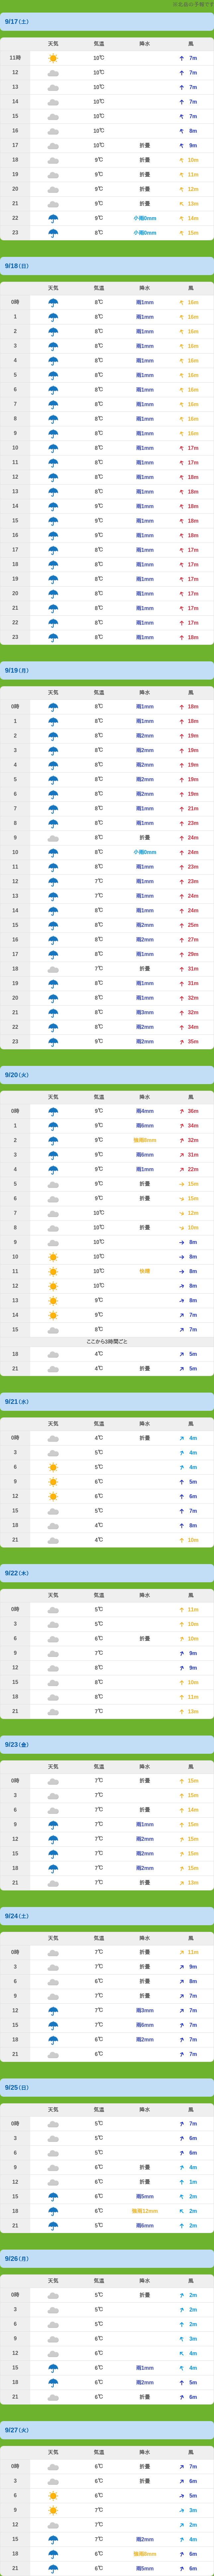 9/17(土)
天気 気温 降水 風
11時 10℃ 7m
12 10℃ 7m
13 10℃ 7m
14 10℃ 7m
15 10℃ 7m
16 10℃ 8m
17 10℃ 折畳 9m
18 9℃ 折畳 10m
19 9℃ 折畳 11m
20 9℃ 折畳 12m
21 9℃ 折畳 13m
22 9℃ 小雨0mm 14m
23 8℃ 小雨0mm 15m
9/18(日)
天気 気温 降水 風
0時 8℃ 雨1mm 16m
1 8℃ 雨1mm 16m
2 8℃ 雨1mm 16m
3 8℃ 雨1mm 16m
4 8℃ 雨1mm 16m
5 8℃ 雨1mm 16m
6 8℃ 雨1mm 16m
7 8℃ 雨1mm 16m
8 8℃ 雨1mm 16m
9 8℃ 雨1mm 16m
10 8℃ 雨1mm 17m
11 8℃ 雨1mm 17m
12 8℃ 雨1mm 18m
13 8℃ 雨1mm 18m
14 9℃ 雨1mm 18m
15 9℃ 雨1mm 18m
16 9℃ 雨1mm 18m
17 8℃ 雨1mm 17m
18 8℃ 雨1mm 17m
19 8℃ 雨1mm 17m
20 8℃ 雨1mm 17m
21 8℃ 雨1mm 17m
22 8℃ 雨1mm 17m
23 8℃ 雨1mm 18m
9/19(月)
天気 気温 降水 風
0時 8℃ 雨1mm 18m
1 8℃ 雨1mm 18m
2 8℃ 雨2mm 19m
3 8℃ 雨2mm 19m
4 8℃ 雨2mm 19m
5 8℃ 雨2mm 19m
6 8℃ 雨2mm 19m
7 8℃ 雨1mm 21m
8 8℃ 雨1mm 23m
9 8℃ 折畳 24m
10 8℃ 小雨0mm 24m
11 8℃ 雨1mm 23m
12 7℃ 雨1mm 23m
13 7℃ 雨1mm 24m
14 8℃ 雨1mm 24m
15 8℃ 雨2mm 25m
16 8℃ 雨2mm 27m
17 8℃ 雨1mm 29m
18 7℃ 折畳 31m
19 8℃ 雨1mm 31m
20 8℃ 雨1mm 32m
21 8℃ 雨3mm 32m
22 8℃ 雨2mm 34m
23 9℃ 雨2mm 35m
9/20(火)
天気 気温 降水 風
0時 9℃ 雨4mm 36m
1 9℃ 雨6mm 34m
2 9℃ 強雨8mm 32m
3 9℃ 雨6mm 31m
4 9℃ 雨1mm 22m
5 9℃ 折畳 15m
6 9℃ 折畳 15m
7 10℃ 12m
8 10℃ 折畳 10m
9 10℃ 8m
10 10℃ 8m
11 10℃ 快晴 8m
12 10℃ 8m
13 9℃ 8m
14 9℃ 7m
15 8℃ 7m
ここから3時間ごと
18 4℃ 5m
21 4℃ 折畳 5m
9/21(水)
天気 気温 降水 風
0時 4℃ 折畳 4m
3 5℃ 4m
6 5℃ 4m
9 6℃ 5m
12 6℃ 6m
15 5℃ 7m
18 4℃ 8m
21 4℃ 10m
9/22(木)
天気 気温 降水 風
0時 5℃ 11m
3 5℃ 10m
6 6℃ 折畳 10m
9 7℃ 9m
12 8℃ 9m
15 8℃ 10m
18 8℃ 11m
21 7℃ 13m
9/23(金)
天気 気温 降水 風
0時 7℃ 折畳 15m
3 7℃ 15m
6 7℃ 折畳 14m
9 7℃ 雨1mm 15m
12 7℃ 雨2mm 15m
15 7℃ 雨2mm 15m
18 7℃ 雨2mm 15m
21 7℃ 折畳 13m
9/24(土)
天気 気温 降水 風
0時 7℃ 折畳 11m
3 7℃ 折畳 9m
6 6℃ 折畳 8m
9 7℃ 折畳 7m
12 7℃ 雨3mm 7m
15 7℃ 雨6mm 7m
18 6℃ 雨2mm 7m
21 6℃ 7m
9/25(日)
天気 気温 降水 風
0時 5℃ 7m
3 5℃ 6m
6 5℃ 6m
9 6℃ 折畳 4m
12 6℃ 折畳 1m
15 6℃ 雨5mm 2m
18 6℃ 強雨12mm 2m
21 5℃ 雨6mm 2m
9/26(月)
天気 気温 降水 風
0時 5℃ 折畳 2m
3 5℃ 2m
6 5℃ 2m
9 6℃ 3m
12 6℃ 4m
15 6℃ 雨1mm 4m
18 6℃ 雨2mm 5m
21 6℃ 折畳 6m
9/27(火)
天気 気温 降水 風
0時 6℃ 折畳 7m
3 6℃ 折畳 6m
6 6℃ 5m
9 7℃ 3m
12 7℃ 2m
15 7℃ 雨2mm 4m
18 6℃ 強雨8mm 6m
21 6℃ 雨5mm 6m